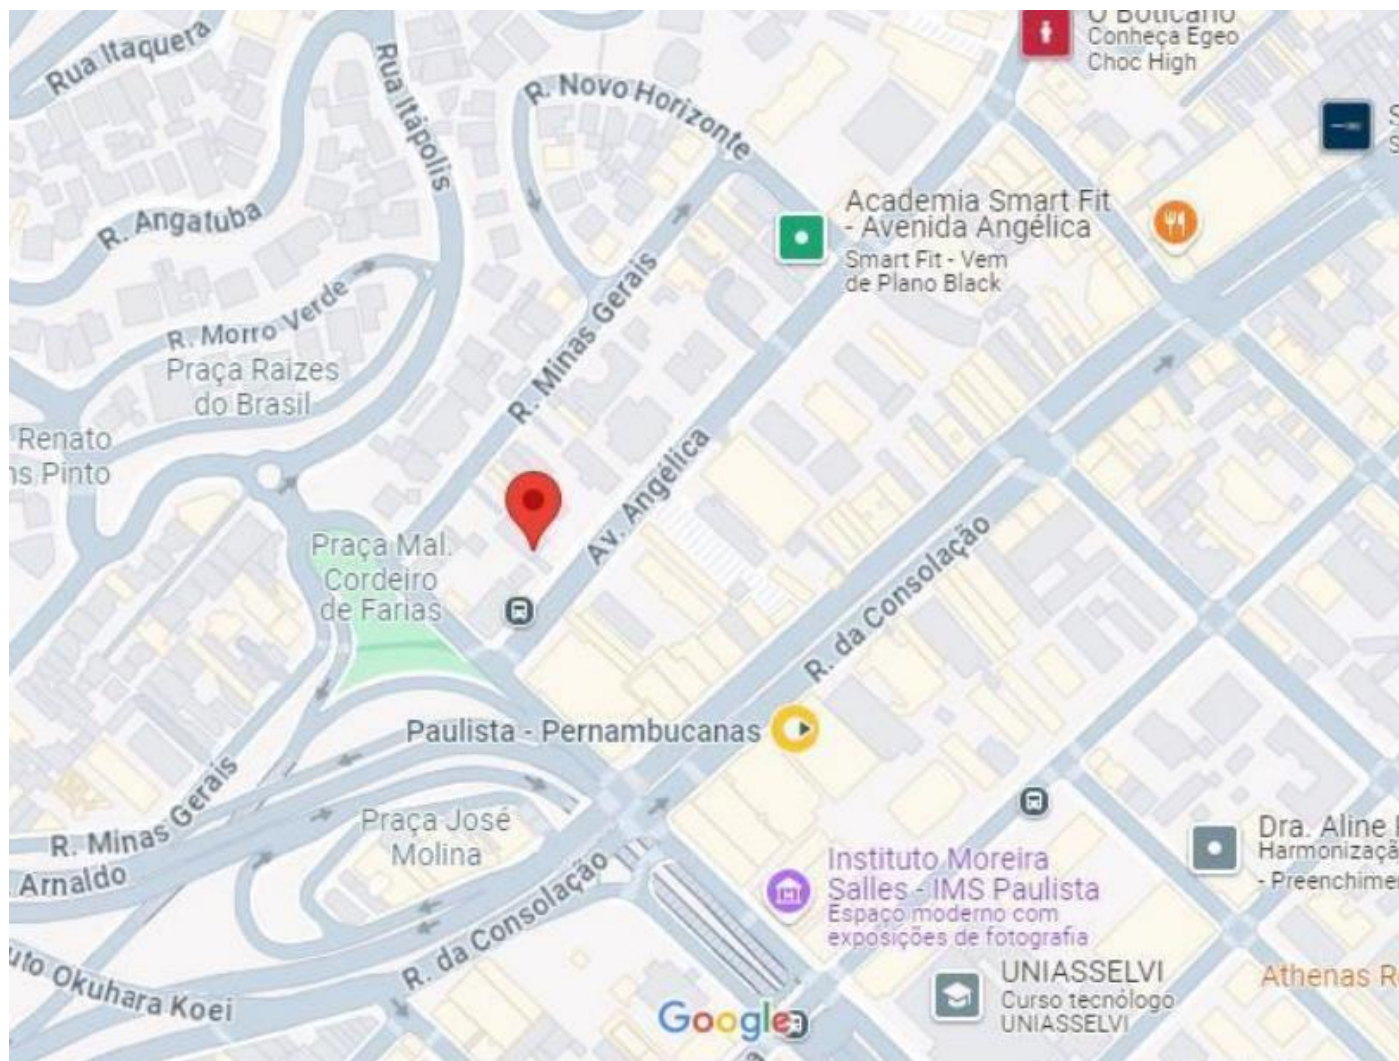 Rua Itaquera
Rua Itápolis
R. Novo Horizonte
O Boticário
Conheça Egeo
Choc High
R. Angatuba
Academia Smart Fit
- Avenida Angélica
Smart Fit - Vem
de Plano Black
R. Morro Verde
Praça Raízes
do Brasil
R. Minas Gerais
Renato
ns Pinto
Av. Angélica
Praça Mal.
Cordeiro
de Farias
R. da Consolação
Paulista - Pernambucanas
R. Minas Gerais
Arnaldo
Praça José
Molina
Dra. Aline
Harmonizaçã
- Preenchime
Instituto Moreira
Salles - IMS Paulista
Espaço moderno com
exposições de fotografia
R. da Consolação
uto Okuhara Koei
UNIASSELVI
Curso tecnólogo
UNIASSELVI
Athenas R
Google